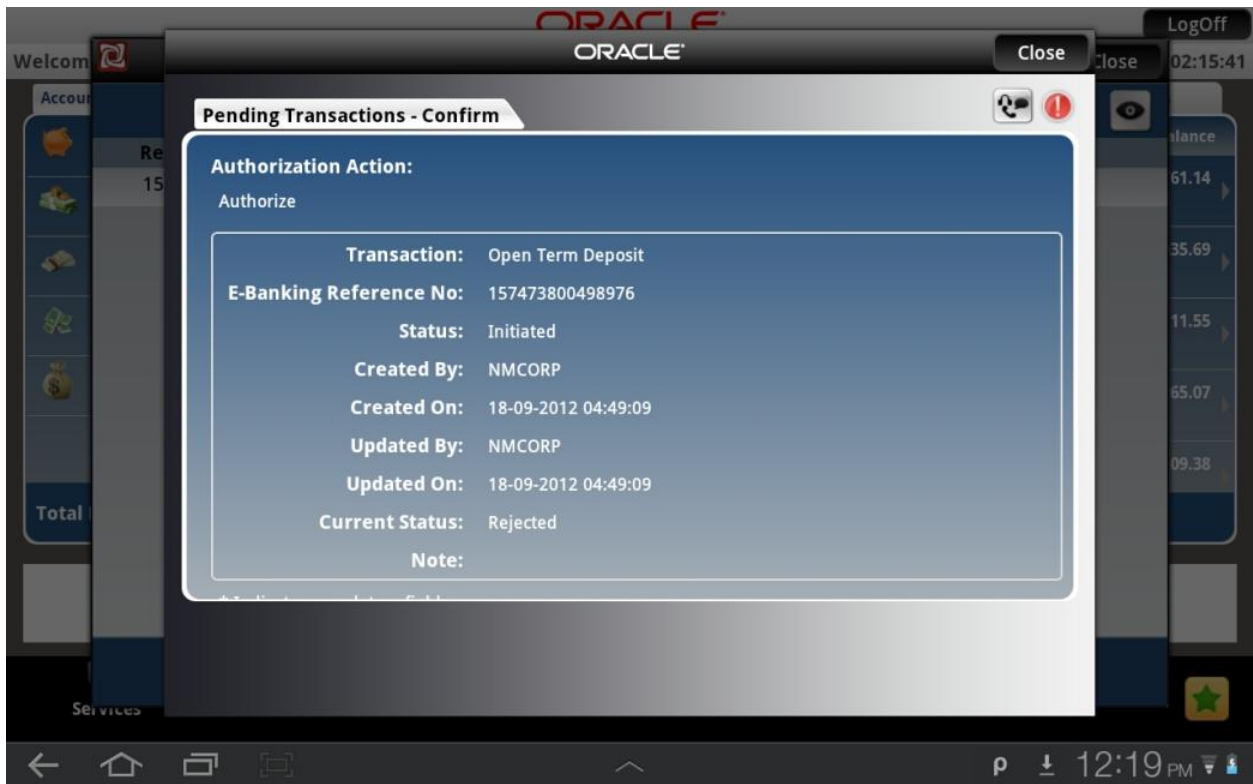 ORACLE
LogOff
ORACLE
Close
Close
02:15:41
Pending Transactions - Confirm
Authorization Action:
61.14
15
Authorize
Transaction: Open Term Deposit
35.69
E-Banking Reference No: 157473800498976
Status: Initiated
11.55
Created By: NMCORP
65.07
Created On: 18-09-2012 04:49:09
Updated By: NMCORP
09.38
Updated On: 18-09-2012 04:49:09
Total
Current Status: Rejected
Note:
Services
12:19 PM